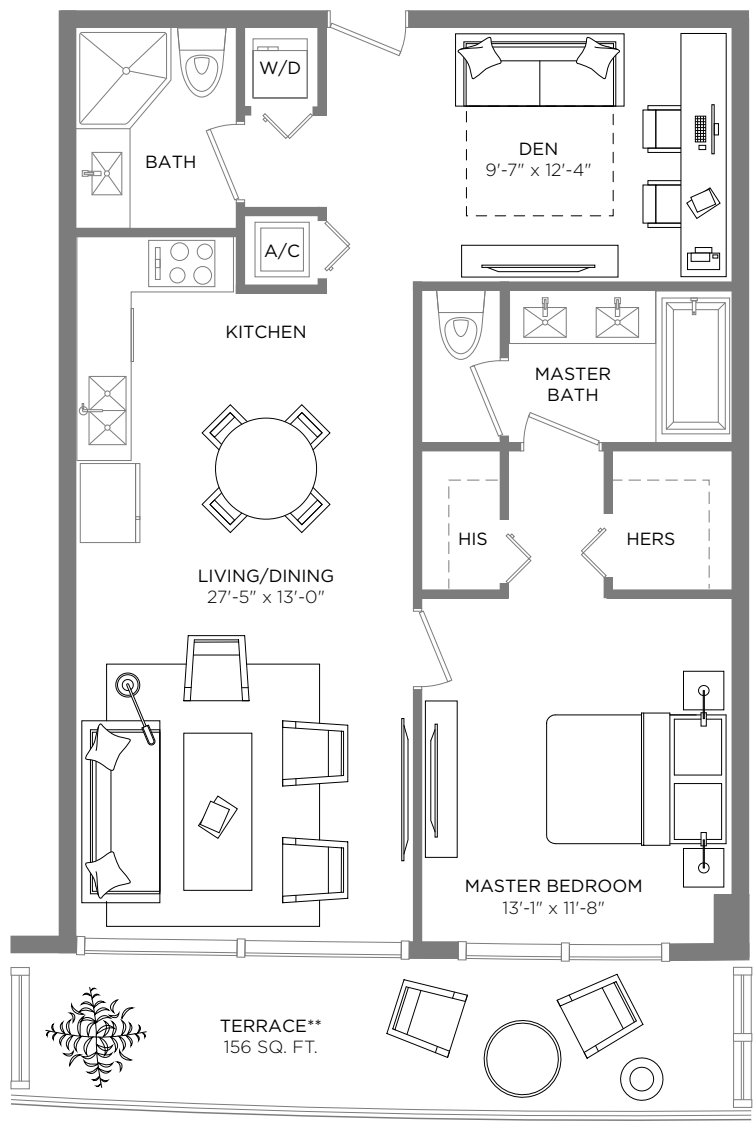 W/D
BATH
DEN
9'-7" x 12'-4"
A/C
KITCHEN
MASTER
BATH
HIS
HERS
LIVING/DINING
27'-5" x 13'-0"
MASTER BEDROOM
13'-1" x 11'-8"
TERRACE**
156 SQ. FT.